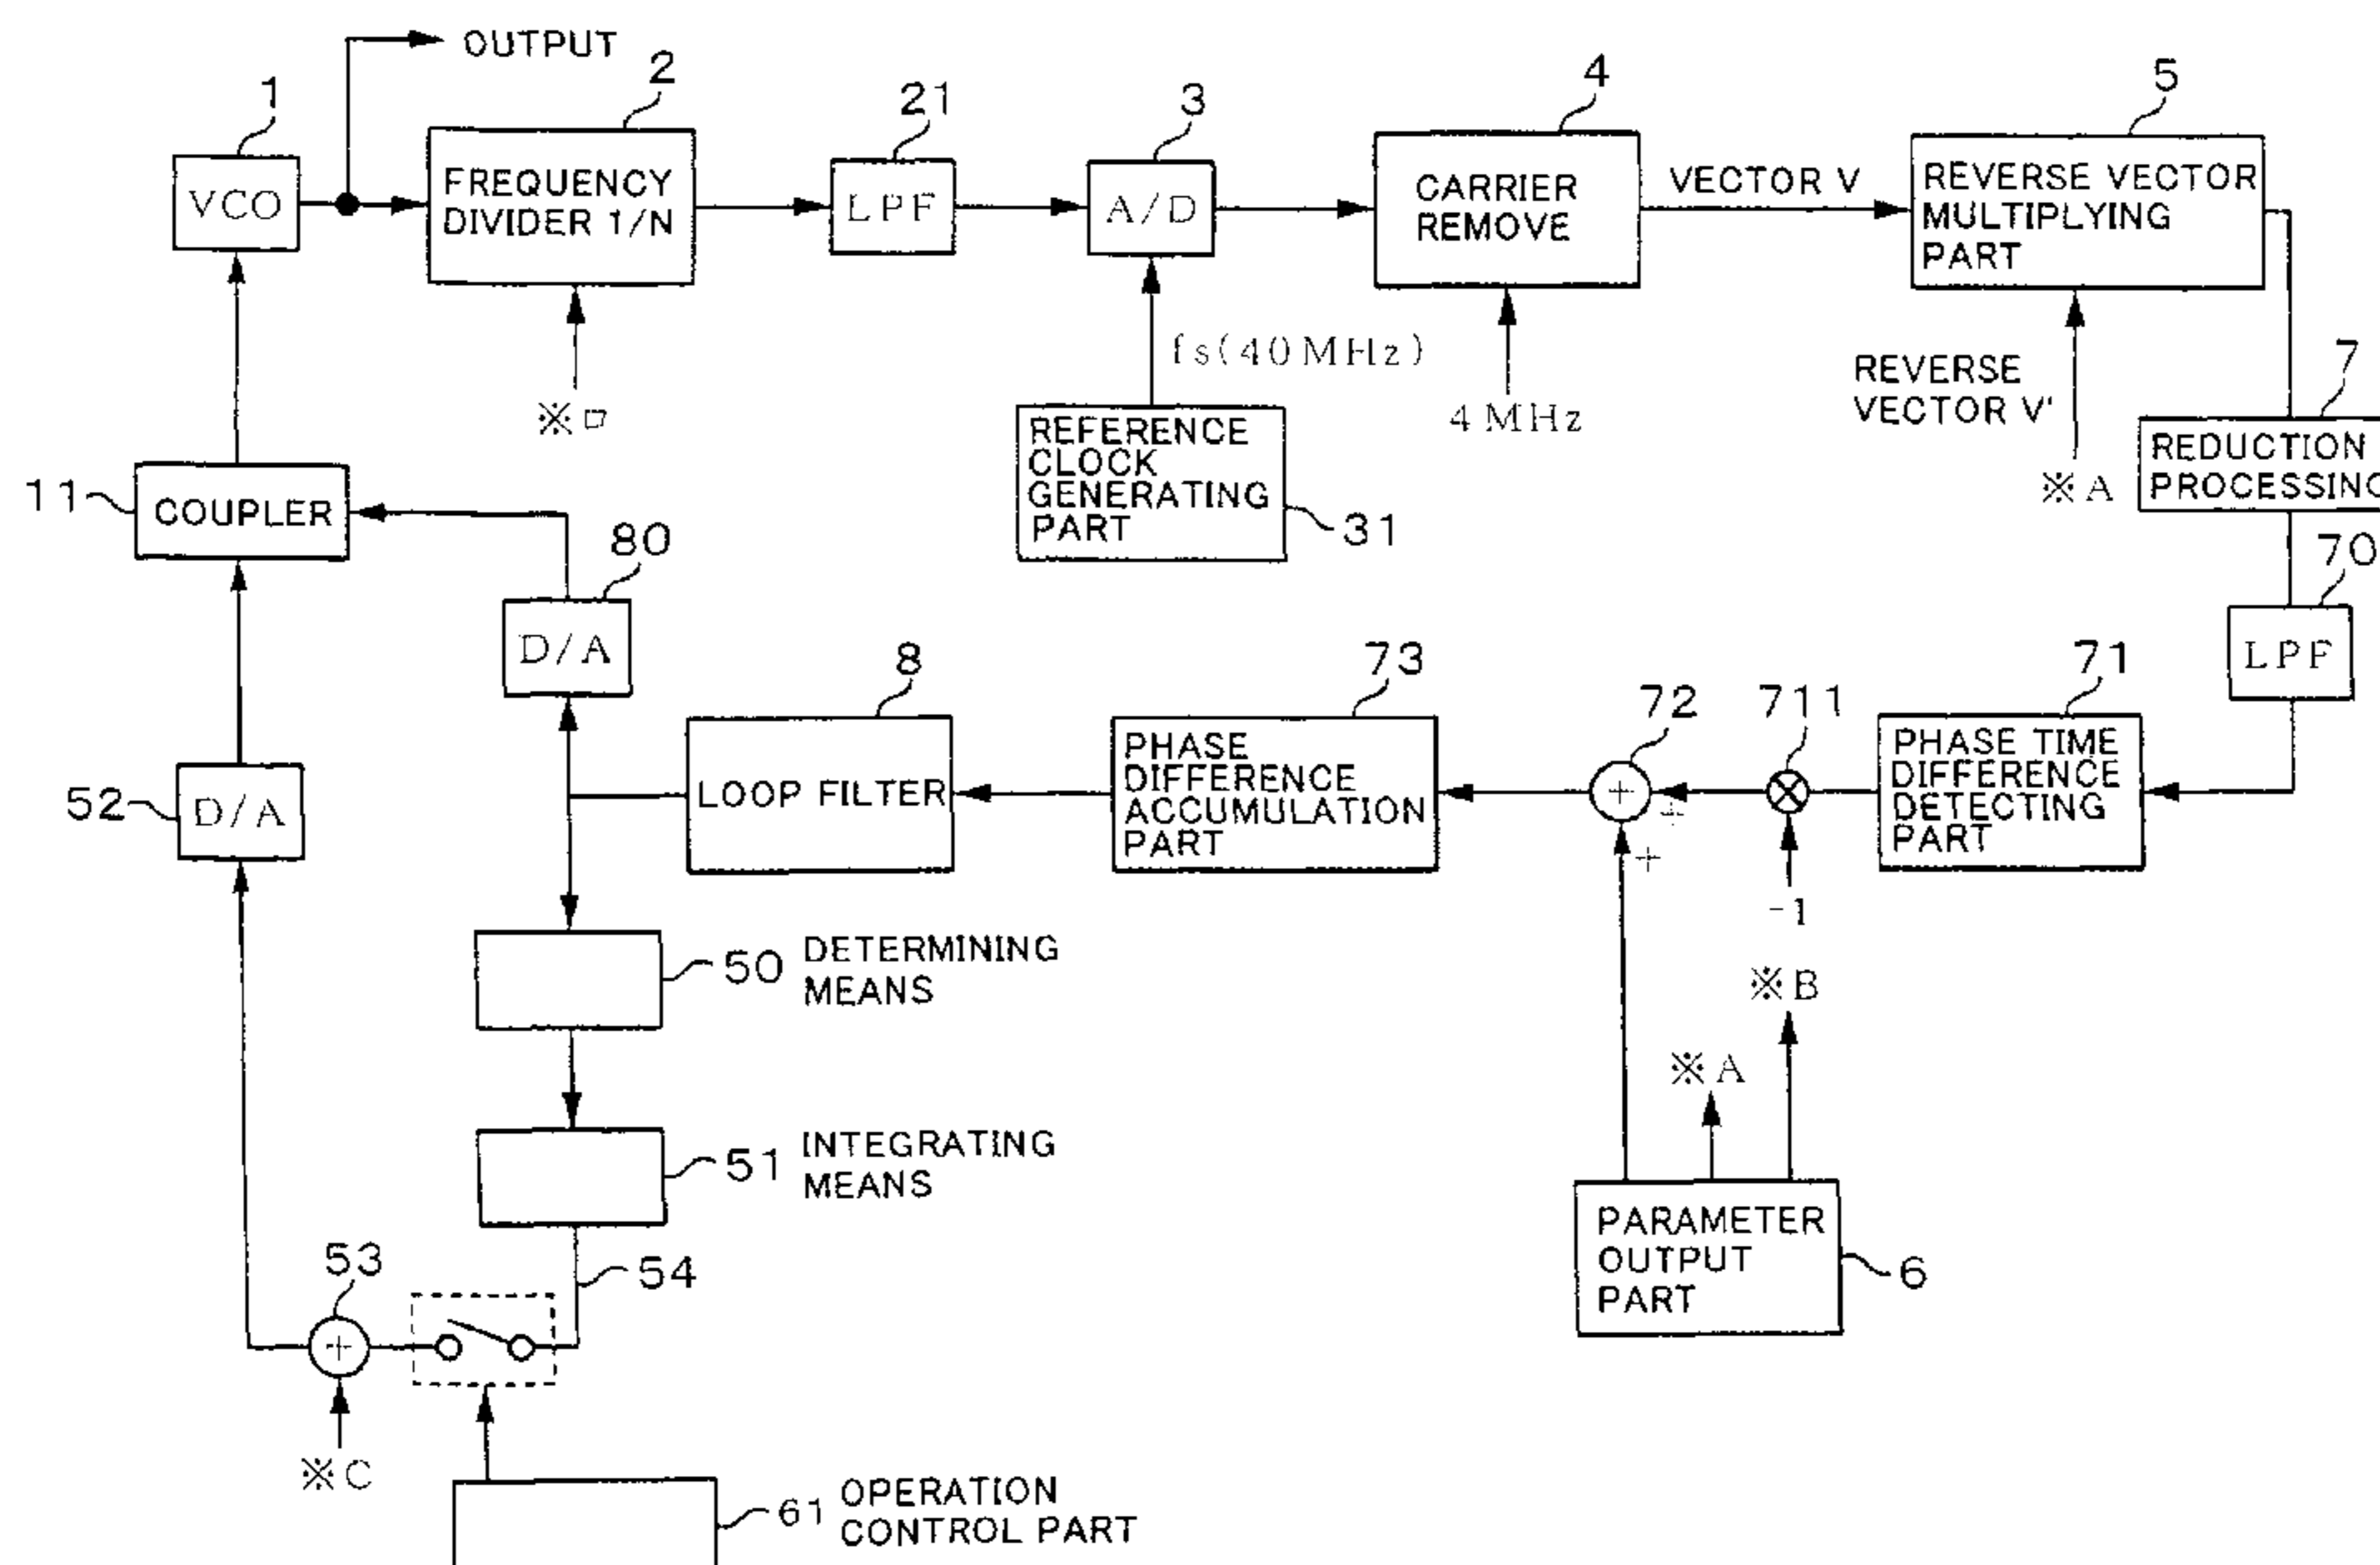 OUTPUT
1
2
21
3
4
5
VCO
FREQUENCY
DIVIDER 1/N
LPF
A/D
CARRIER
REMOVE
VECTOR V
REVERSE VECTOR
MULTIPLYING
PART
※ロ
fs(40MHz)
4MHz
REVERSE
VECTOR V'
※A
7
REDUCTION
PROCESSING
REFERENCE
CLOCK
GENERATING
PART
31
11
COUPLER
80
D/A
70
LPF
52
D/A
8
LOOP FILTER
73
PHASE
DIFFERENCE
ACCUMULATION
PART
72
+
+
+
711
-1
71
PHASE TIME
DIFFERENCE
DETECTING
PART
50
DETERMINING
MEANS
※B
※A
51
INTEGRATING
MEANS
PARAMETER
OUTPUT
PART
6
53
+
54
※C
61
OPERATION
CONTROL PART